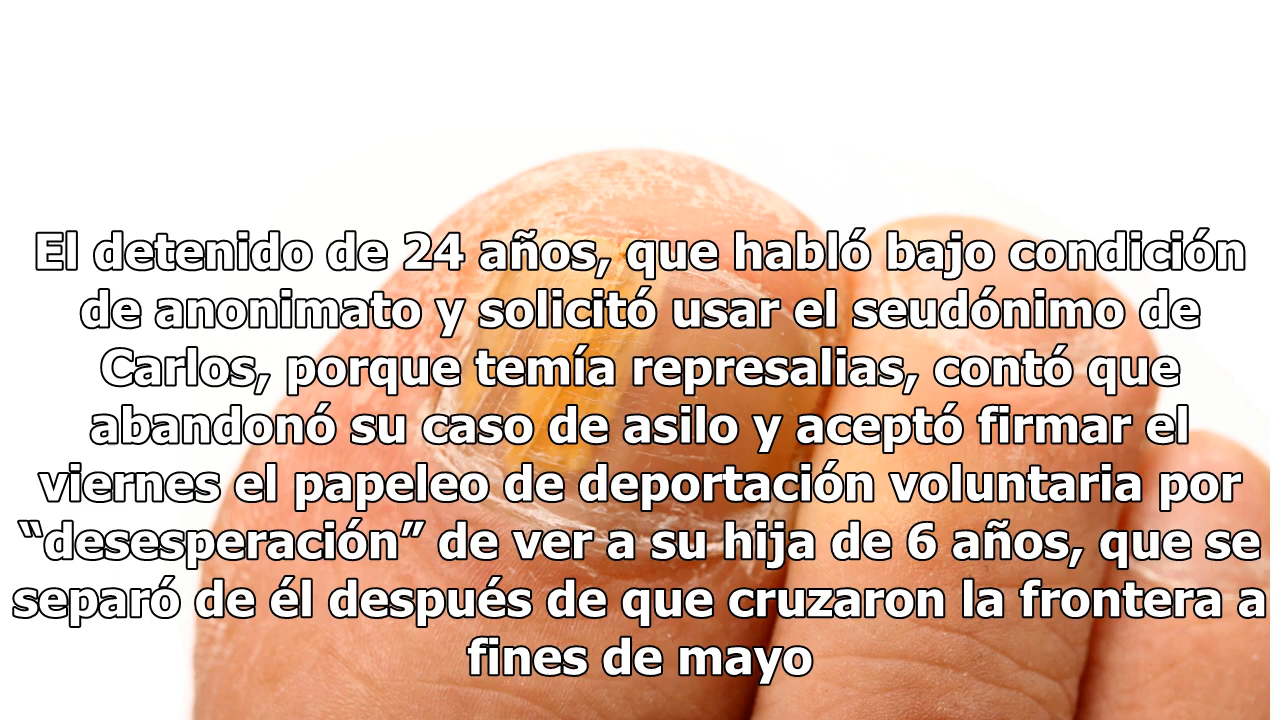 El detenido de 24 años, que habló bajo condición
de anonimato y solicitó usar el seudónimo de
Carlos, porque temía represalias, contó que
abandonó su caso de asilo y aceptó firmar el
viernes el papeleo de deportación voluntaria por
“desesperación” de ver a su hija de 6 años, que se
separó de él después de que cruzaron la frontera a
fines de mayo